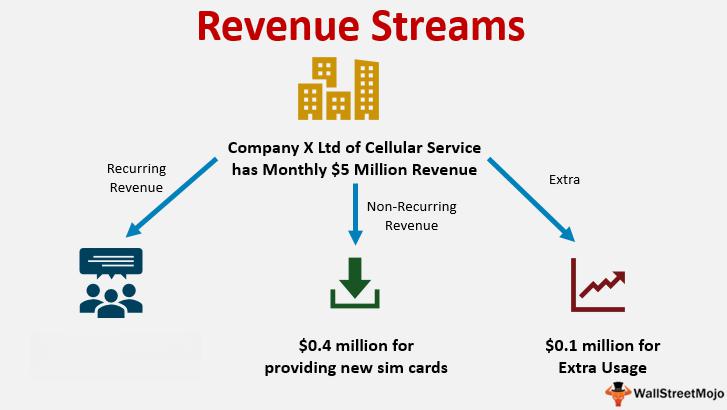 Revenue Streams
Company X Ltd of Cellular Service
has Monthly $5 Million Revenue
Recurring
Revenue
Non-Recurring
Revenue
Extra
$0.4 million for
providing new sim cards
$0.1 million for
Extra Usage
WallStreetMojo